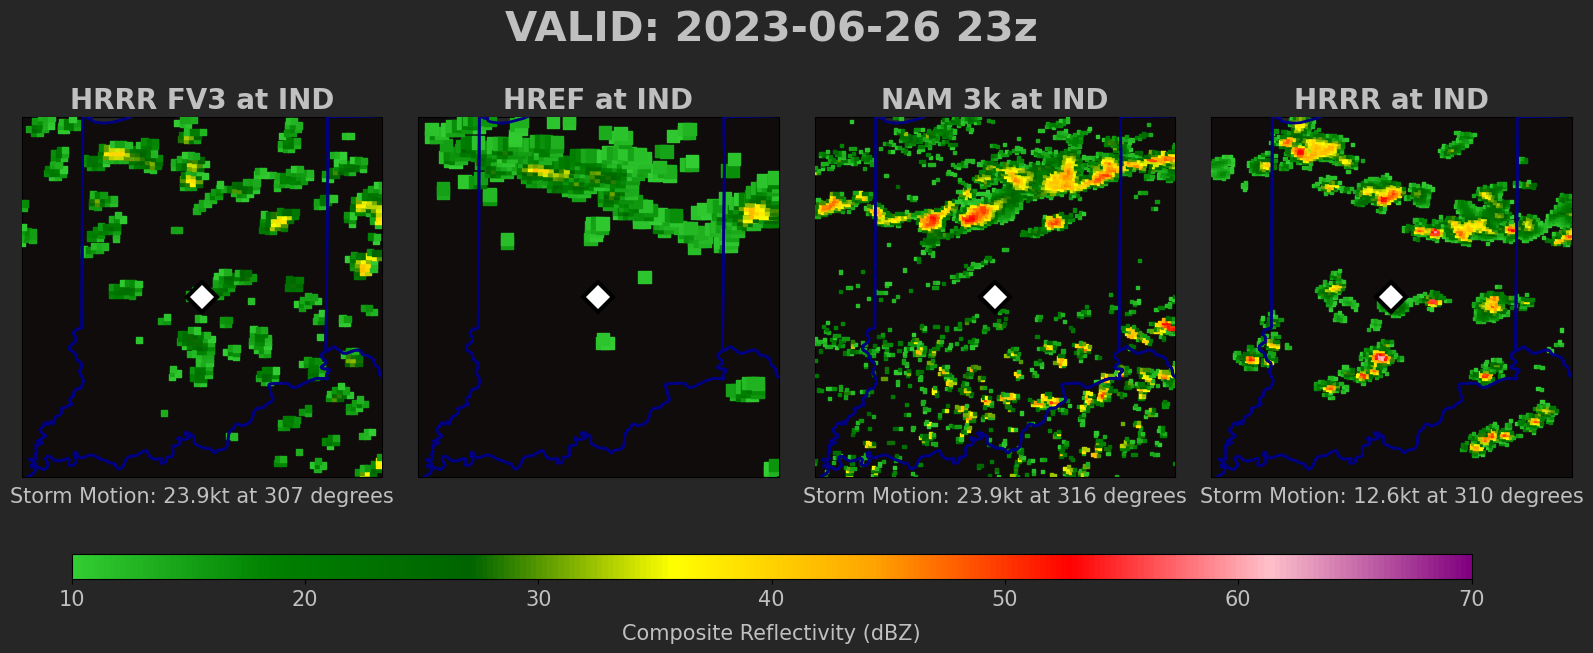 VALID: 2023-06-26 23z
HRRR FV3 at IND
HREF at IND
NAM 3k at IND
HRRR at IND
Storm Motion: 23.9kt at 307 degrees
Storm Motion: 23.9kt at 316 degrees
Storm Motion: 12.6kt at 310 degrees
10 20 30 40 50 60 70
Composite Reflectivity (dBZ)